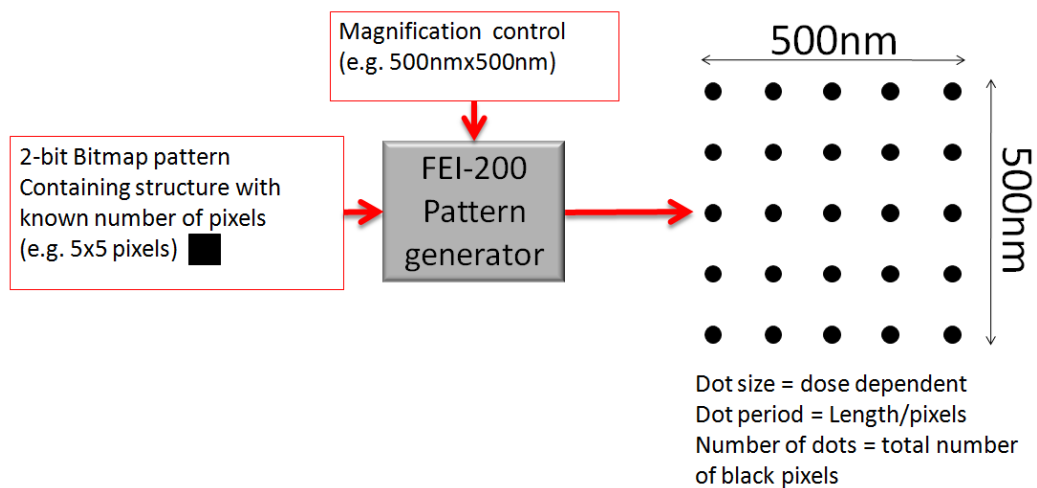 Magnification control
(e.g. 500nmx500nm)
2-bit Bitmap pattern
Containing structure with
known number of pixels
(e.g. 5x5 pixels)
FEI-200
Pattern
generator
500nm
500nm
Dot size = dose dependent
Dot period = Length/pixels
Number of dots = total number
of black pixels